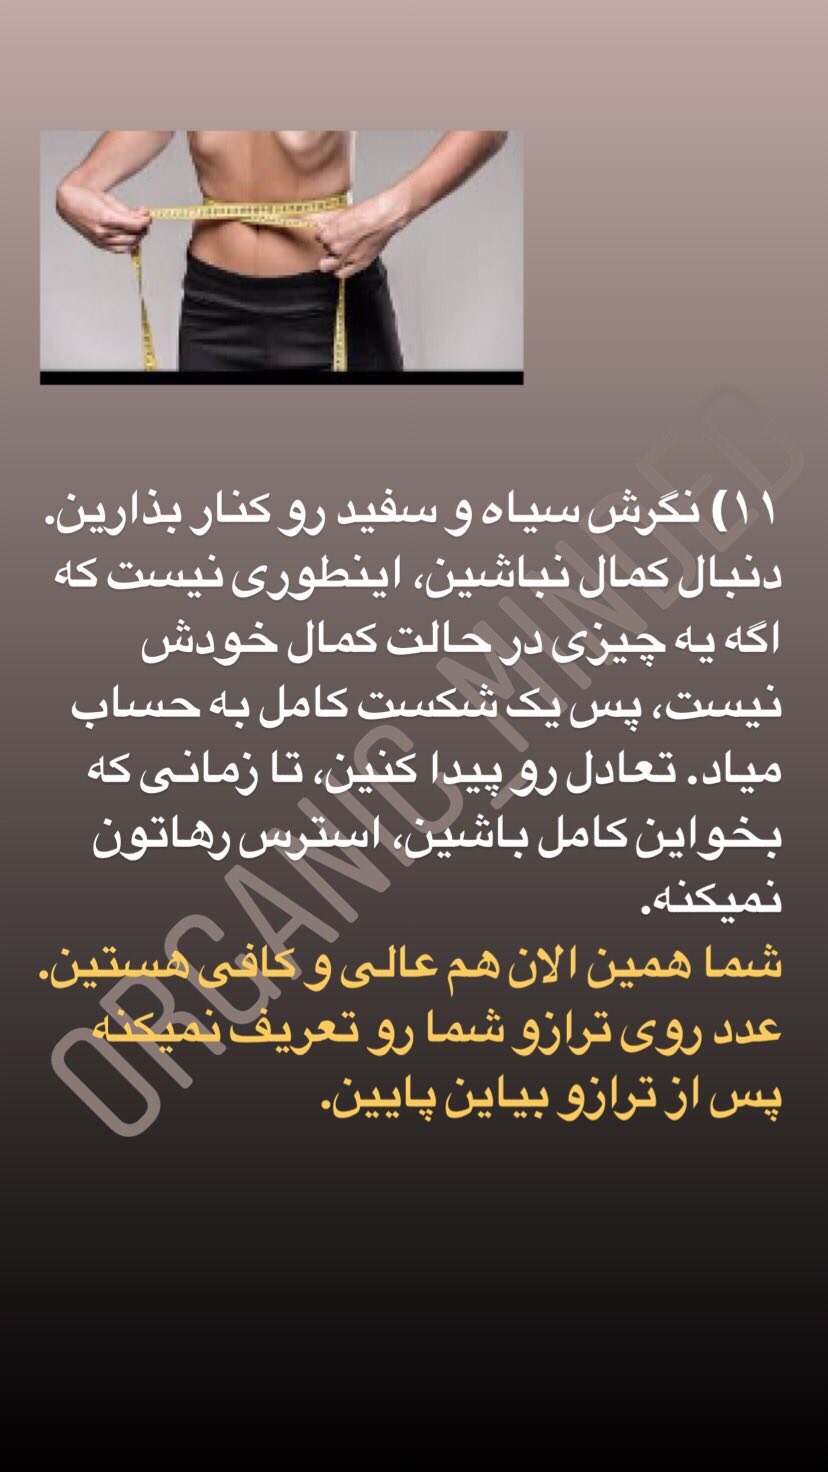 ۱۱) نگرش سیاه و سفید رو کنار بذارین.
دنبال کمال نباشین، اینطوری نیست که
اگه یه چیزی در حالت کمال خودش
نیست، پس یک شکست کامل به حساب
میاد. تعادل رو پیدا کنین، تا زمانی که
بخواین کامل باشین، استرس رهاتون
نمیکنه.
شما همین الان هم عالی و کافی هستین.
عدد روی ترازو شما رو تعریف نمیکنه
پس از ترازو بیاین پایین.
ORGANIC_MINDED